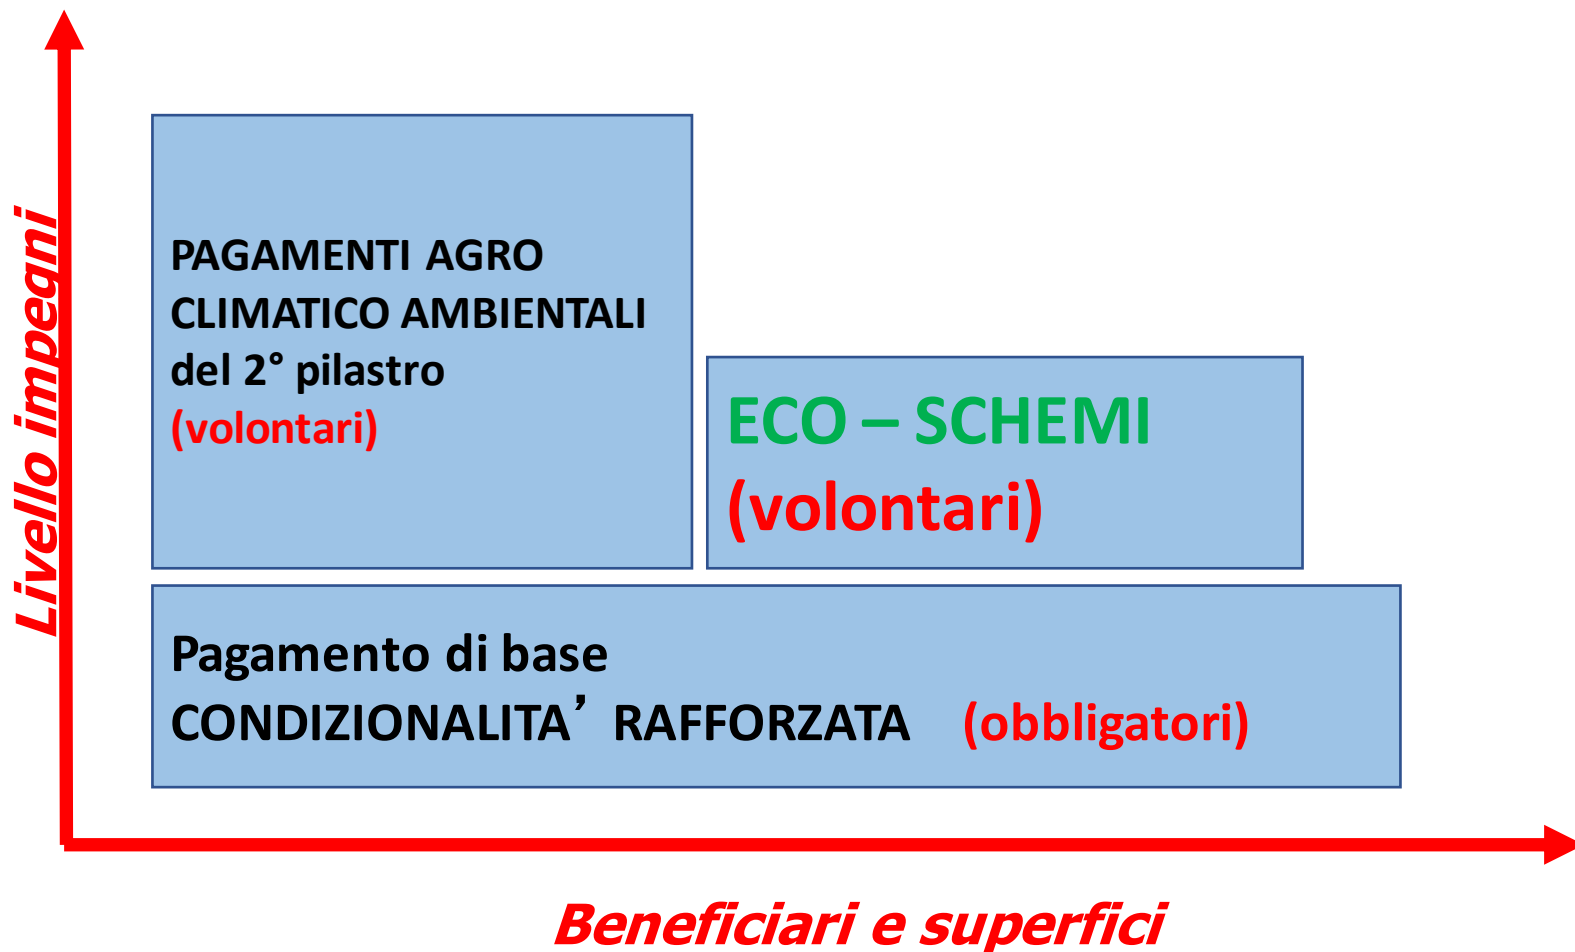 Livello impegni
PAGAMENTI AGRO
CLIMATICO AMBIENTALI
del 2° pilastro
(volontari)
ECO – SCHEMI
(volontari)
Pagamento di base
CONDIZIONALITA’ RAFFORZATA (obbligatori)
Beneficiari e superfici